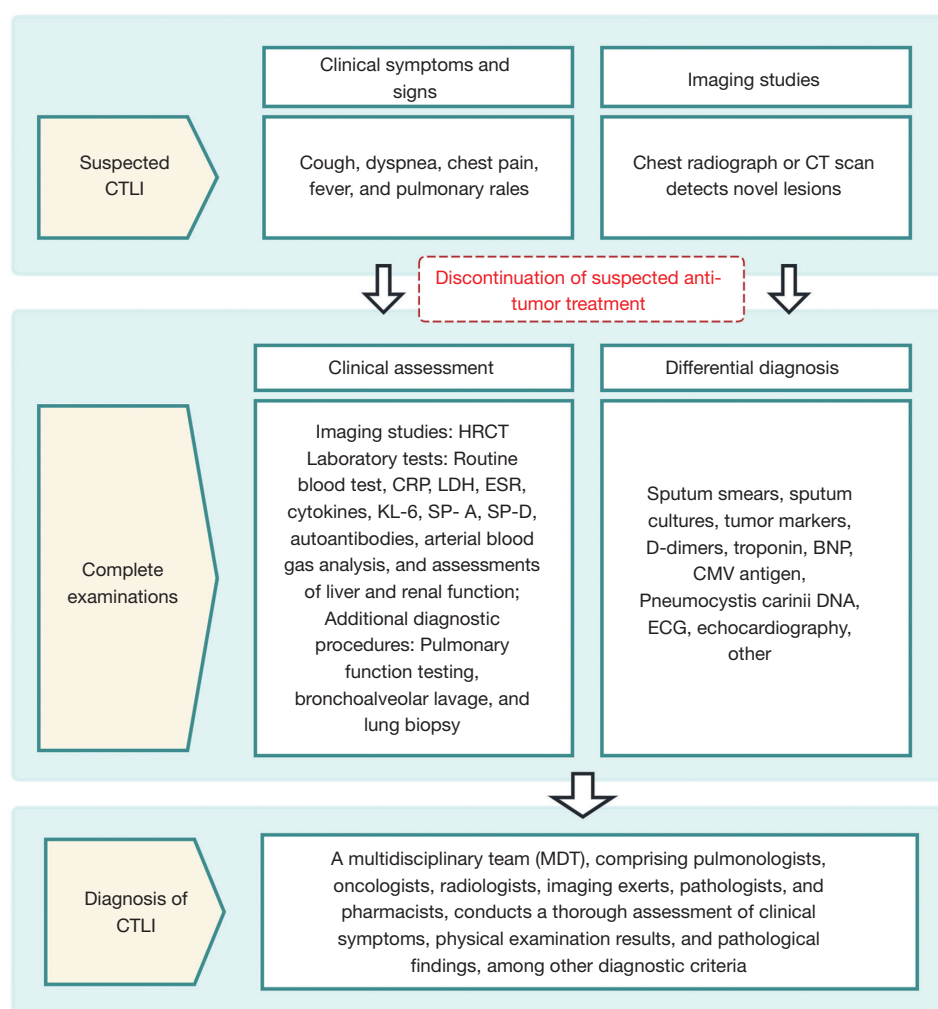 Clinical symptoms and
signs
Imaging studies
Suspected
CTLI
Cough, dyspnea, chest pain,
fever, and pulmonary rales
Chest radiograph or CT scan
detects novel lesions
Discontinuation of suspected anti-
tumor treatment
Clinical assessment
Differential diagnosis
Complete
examinations
Imaging studies: HRCT
Laboratory tests: Routine
blood test, CRP, LDH, ESR,
cytokines, KL-6, SP- A, SP-D,
autoantibodies, arterial blood
gas analysis, and assessments
of liver and renal function;
Additional diagnostic
procedures: Pulmonary
function testing,
bronchoalveolar lavage, and
lung biopsy
Sputum smears, sputum
cultures, tumor markers,
D-dimers, troponin, BNP,
CMV antigen,
Pneumocystis carinii DNA,
ECG, echocardiography,
other
Diagnosis of
CTLI
A multidisciplinary team (MDT), comprising pulmonologists,
oncologists, radiologists, imaging exerts, pathologists, and
pharmacists, conducts a thorough assessment of clinical
symptoms, physical examination results, and pathological
findings, among other diagnostic criteria